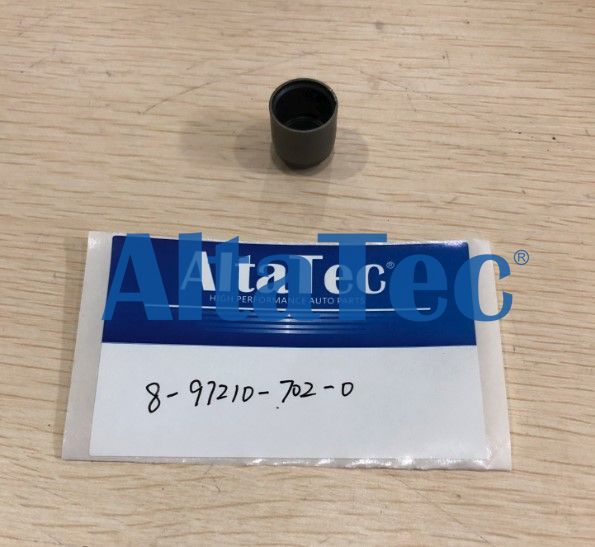 AltaTec®
AltaTec®
HIGH PERFORMANCE AUTO PARTS
8-97210-702-0